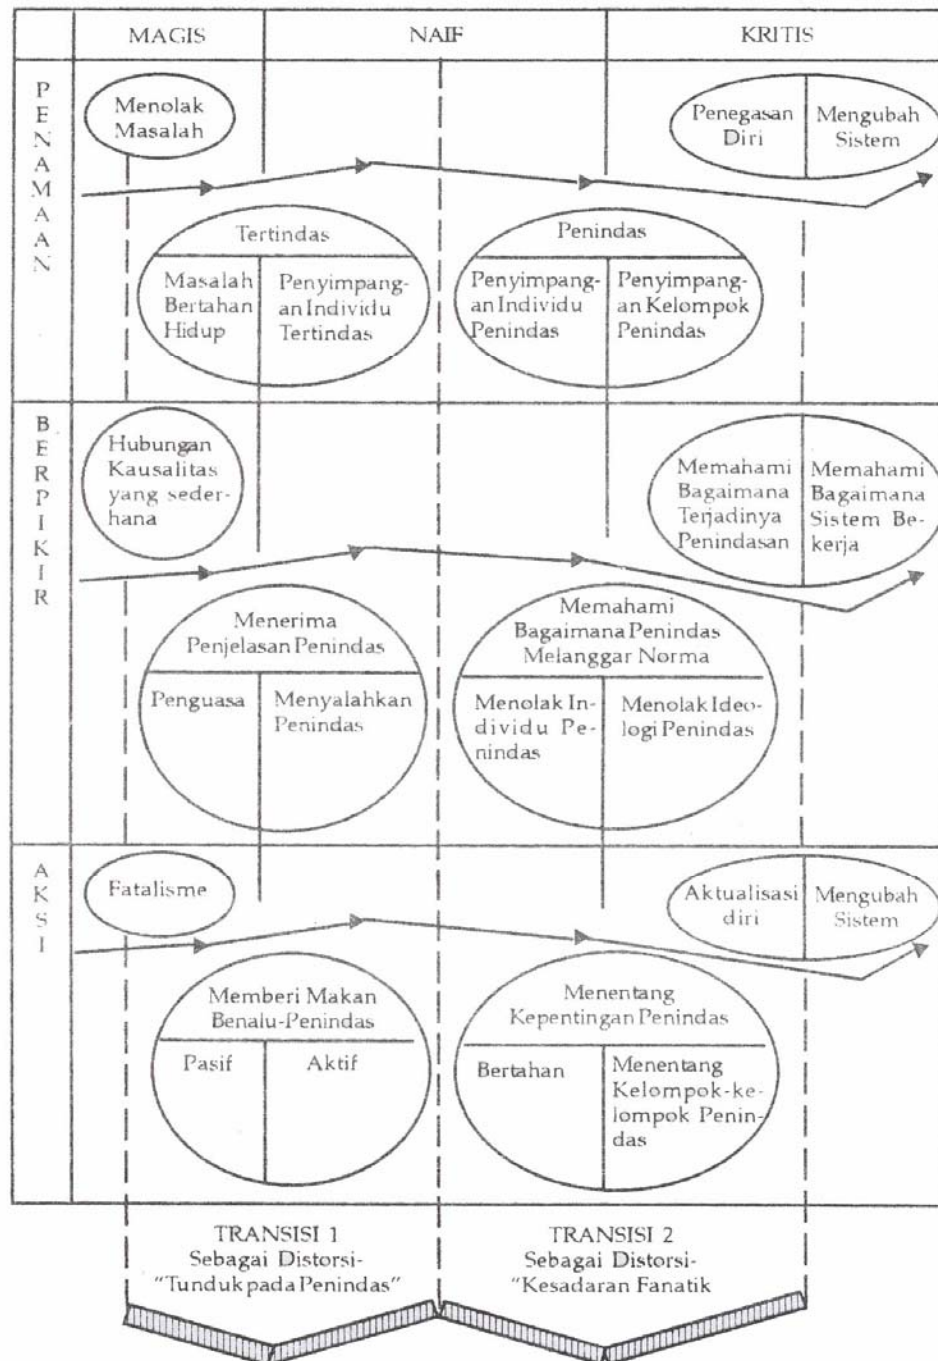 MAGIS
NAIF
KRITIS
PENAMAAN
Menolak
Masalah
Penegasan
Diri
Mengubah
Sistem
Tertindas
Masalah
Bertahan
Hidup
Penyimpang-
an Individu
Tertindas
Penindas
Penyimpang-
an Individu
Penindas
Penyimpang-
an Kelompok
Penindas
BERPIKIR
Hubungan
Kausalitas
yang seder-
hana
Memahami
Bagaimana
Terjadinya
Penindasan
Memahami
Bagaimana
Sistem Be-
kerja
Menerima
Penjelasan Penindas
Penguasa
Menyalahkan
Penindas
Memahami
Bagaimana Penindas
Melanggar Norma
Menolak In-
dividu Pe-
nindas
Menolak Ideo-
logi Penindas
AKSI
Fatalisme
Aktualisasi
diri
Mengubah
Sistem
Memberi Makan
Benalu-Penindas
Pasif
Aktif
Menentang
Kepentingan Penindas
Bertahan
Menentang
Kelompok-ke-
lompok Penin-
das
TRANSISI 1
Sebagai Distorsi-
"Tunduk pada Penindas"
TRANSISI 2
Sebagai Distorsi-
"Kesadaran Fanatik